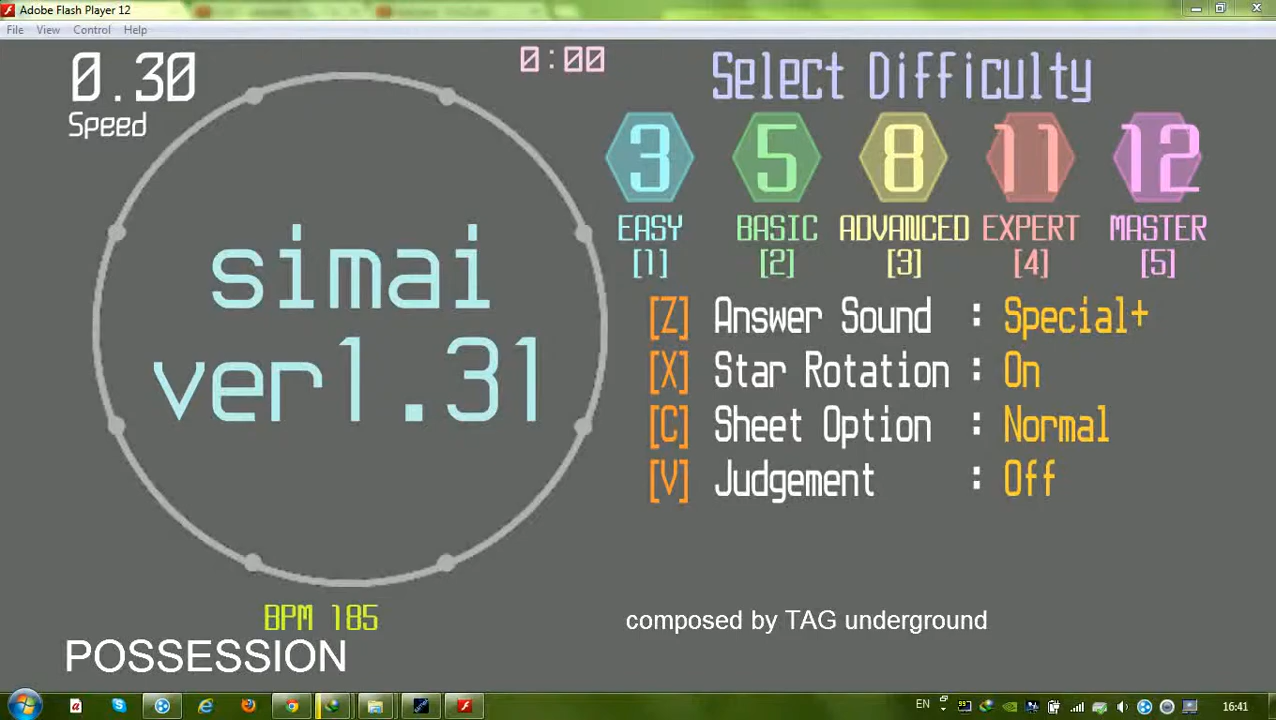 Adobe Flash Player 12
File View Control Help
0.30
Speed
0:00
simai
ver1.31
BPM 185
POSSESSION
Select Difficulty
3 5 8 11 12
EASY BASIC ADVANCED EXPERT MASTER
[1] [2] [3] [4] [5]
[Z] Answer Sound : Special+
[X] Star Rotation : On
[C] Sheet Option : Normal
[V] Judgement : Off
composed by TAG underground
EN
16:41